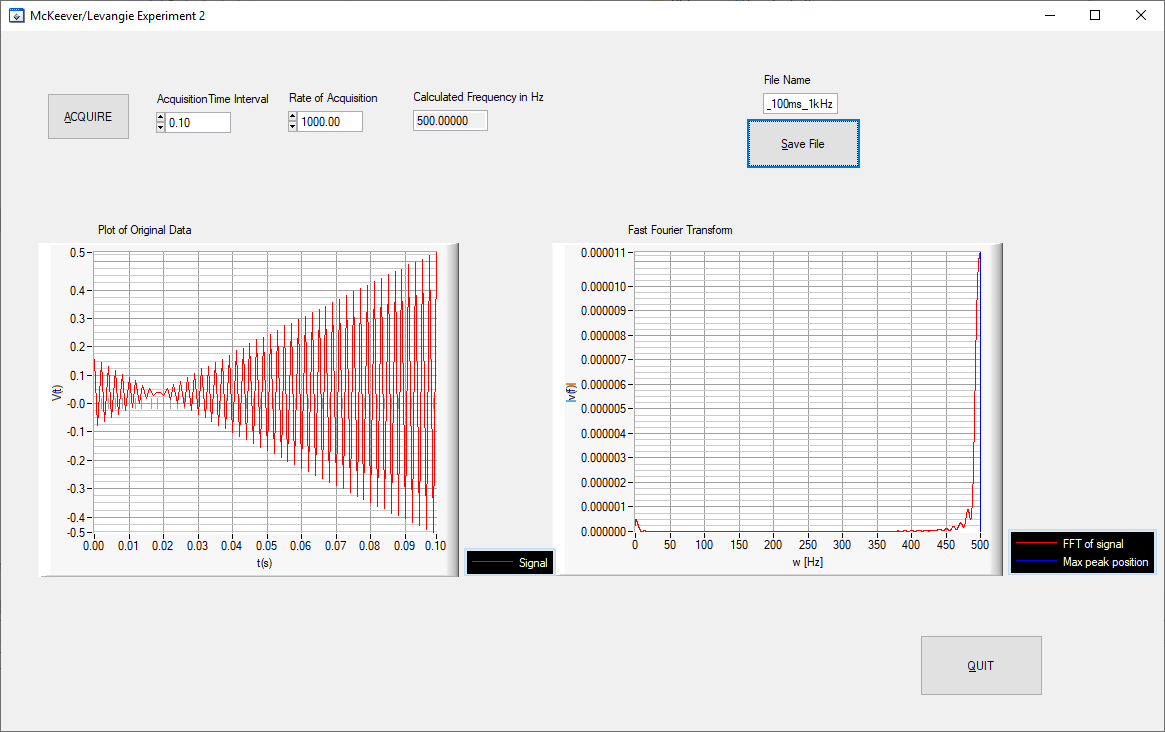 McKeever/Levangie Experiment 2
File Name
_100ms_1kHz
Save File
ACQUIRE
Acquisition Time Interval
0.10
Rate of Acquisition
1000.00
Calculated Frequency in Hz
500.00000
Plot of Original Data
V(t)
0.5
0.4
0.3
0.2
0.1
-0.0
-0.1
-0.2
-0.3
-0.4
-0.5
0.00 0.01 0.02 0.03 0.04 0.05 0.06 0.07 0.08 0.09 0.10
t(s)
Signal
Fast Fourier Transform
|v(f)|
0.000011
0.000010
0.000009
0.000008
0.000007
0.000006
0.000005
0.000004
0.000003
0.000002
0.000001
0.000000
0 50 100 150 200 250 300 350 400 450 500
w [Hz]
FFT of signal
Max peak position
QUIT